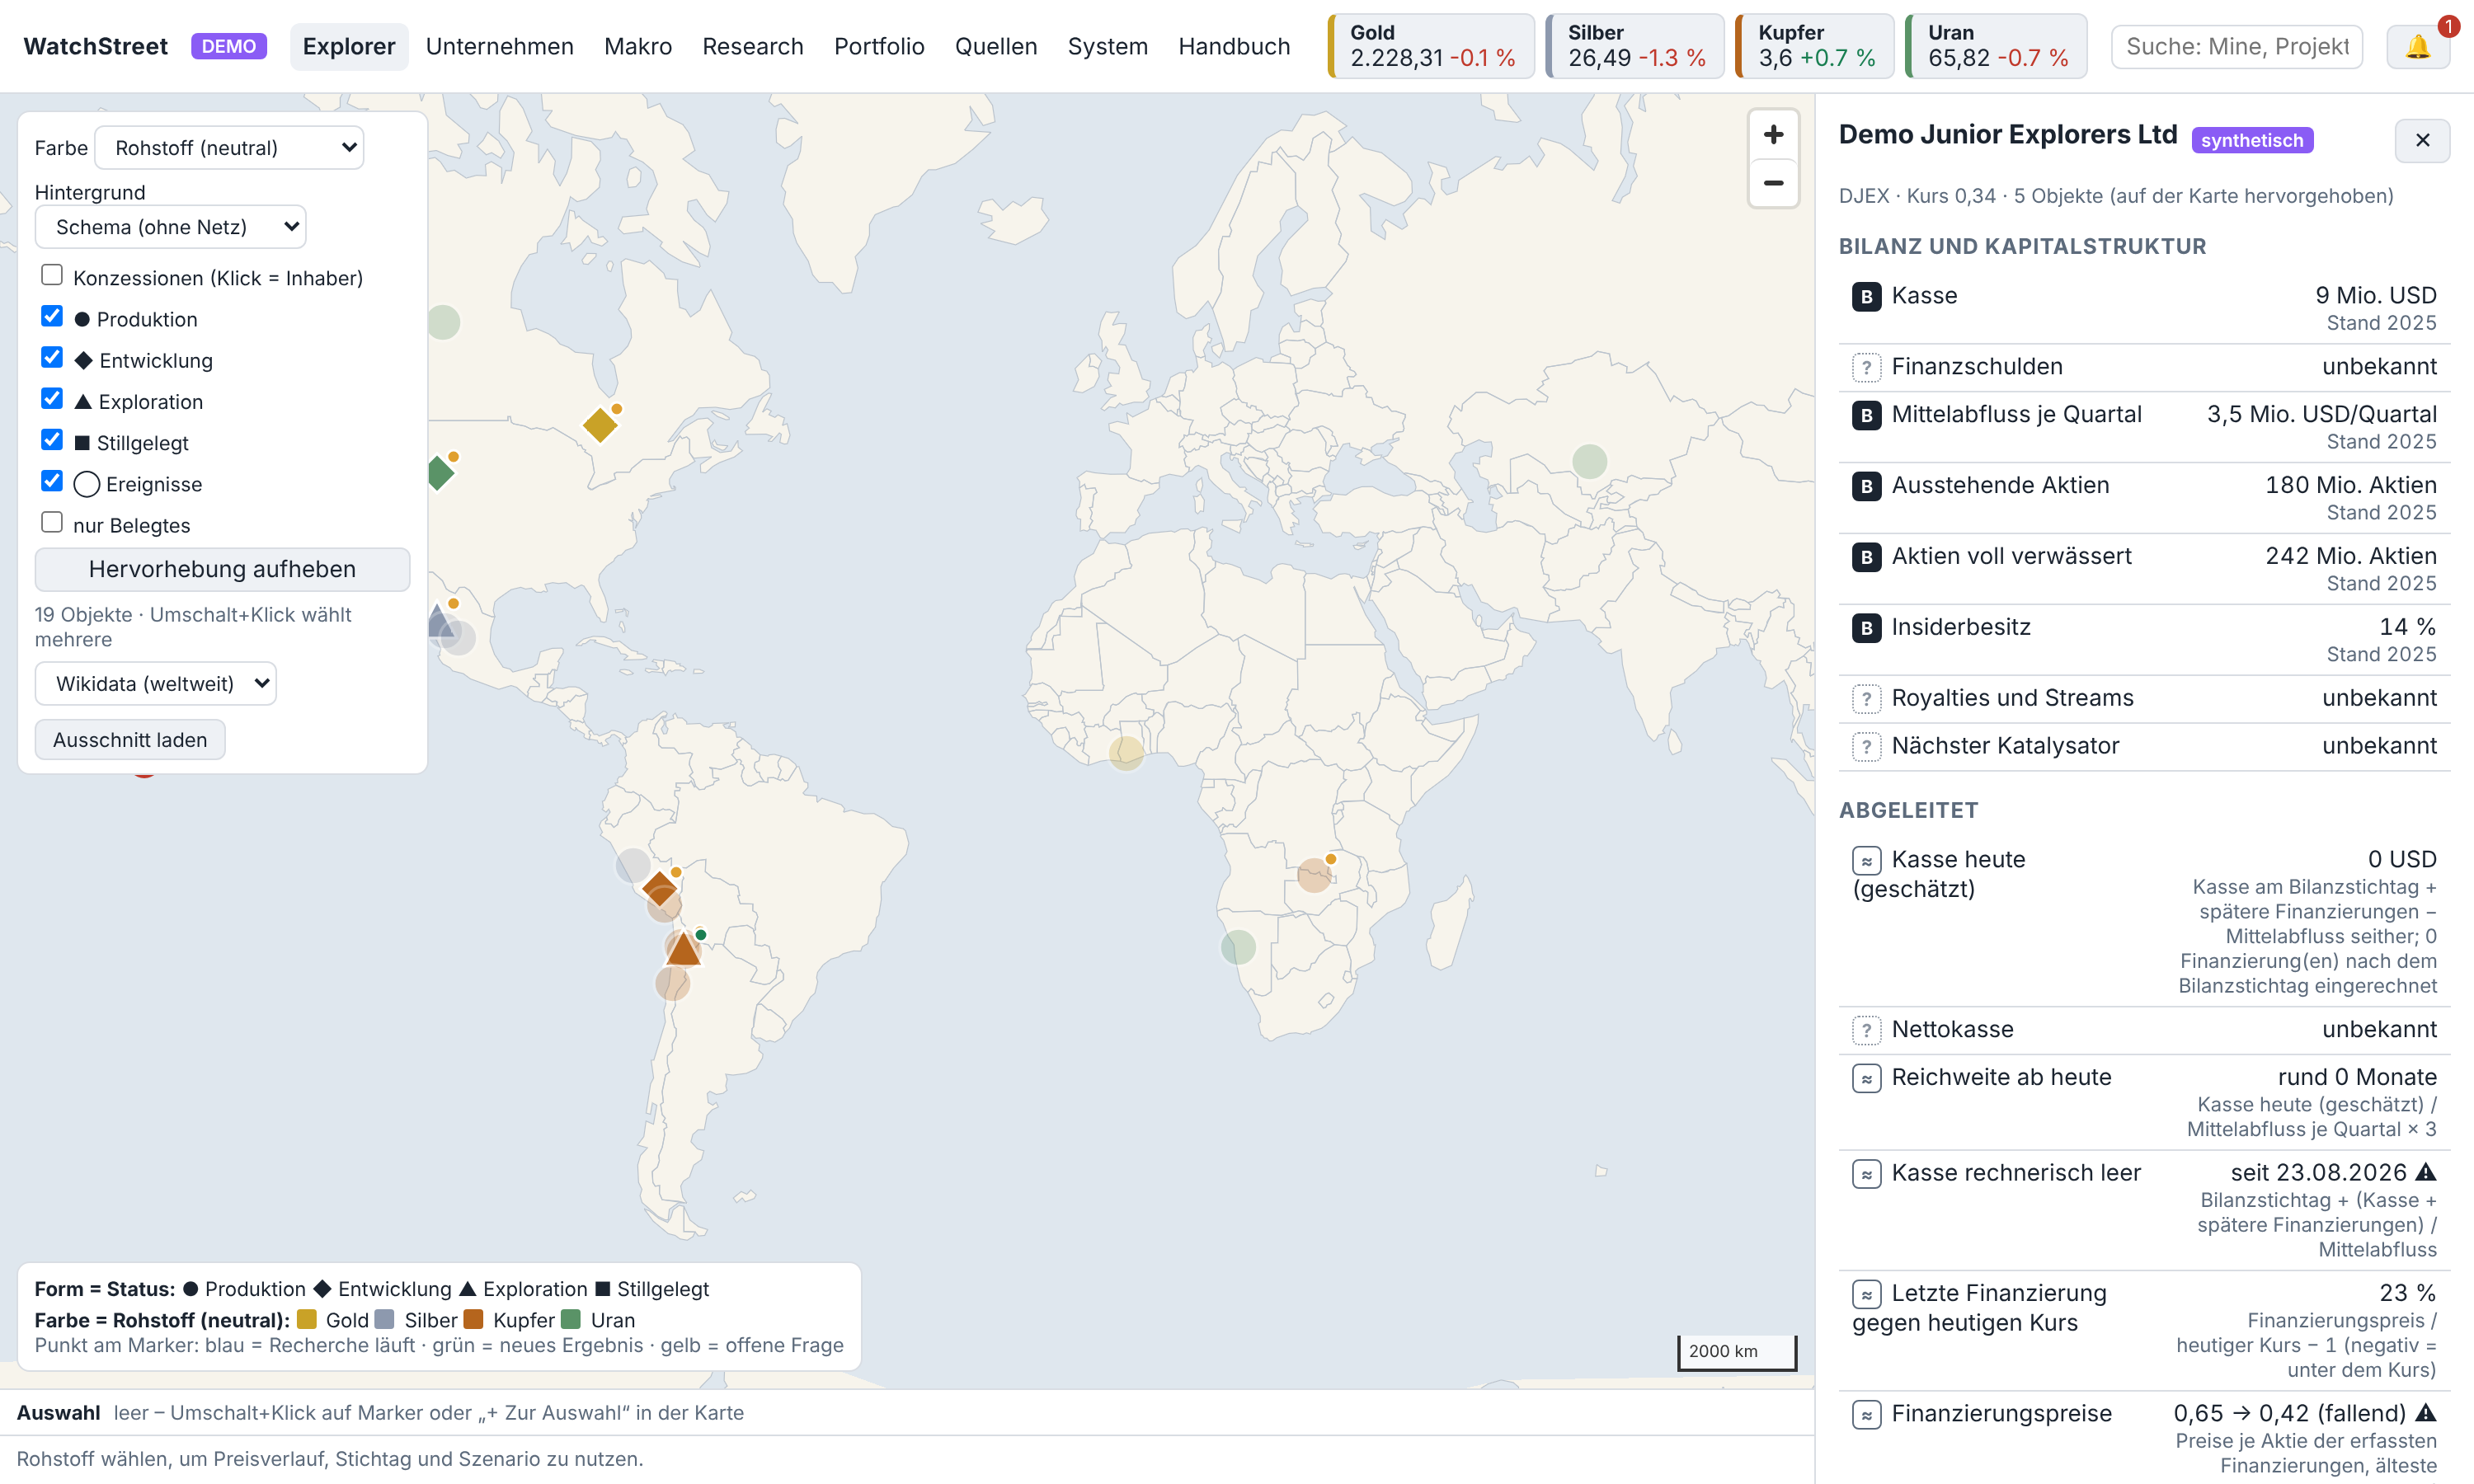 WatchStreet DEMO Explorer Unternehmen Makro Research Portfolio Quellen System Handbuch
Gold
2.228,31 -0.1 %
Silber
26,49 -1.3 %
Kupfer
3,6 +0.7 %
Uran
65,82 -0.7 %
Suche: Mine, Projekt
1
Farbe Rohstoff (neutral)
Hintergrund
Schema (ohne Netz)
Konzessionen (Klick = Inhaber)
Produktion
Entwicklung
Exploration
Stillgelegt
Ereignisse
nur Belegtes
Hervorhebung aufheben
19 Objekte · Umschalt+Klick wählt
mehrere
Wikidata (weltweit)
Ausschnitt laden
+
−
Form = Status: ● Produktion ◆ Entwicklung ▲ Exploration ■ Stillgelegt
Farbe = Rohstoff (neutral): Gold Silber Kupfer Uran
Punkt am Marker: blau = Recherche läuft · grün = neues Ergebnis · gelb = offene Frage
2000 km
Auswahl leer – Umschalt+Klick auf Marker oder „+ Zur Auswahl“ in der Karte
Rohstoff wählen, um Preisverlauf, Stichtag und Szenario zu nutzen.
Demo Junior Explorers Ltd synthetisch ×
DJEX · Kurs 0,34 · 5 Objekte (auf der Karte hervorgehoben)
BILANZ UND KAPITALSTRUKTUR
B Kasse 9 Mio. USD
Stand 2025
? Finanzschulden unbekannt
B Mittelabfluss je Quartal 3,5 Mio. USD/Quartal
Stand 2025
B Ausstehende Aktien 180 Mio. Aktien
Stand 2025
B Aktien voll verwässert 242 Mio. Aktien
Stand 2025
B Insiderbesitz 14 %
Stand 2025
? Royalties und Streams unbekannt
? Nächster Katalysator unbekannt
ABGELEITET
≈ Kasse heute 0 USD
(geschätzt)
Kasse am Bilanzstichtag +
spätere Finanzierungen −
Mittelabfluss seither; 0
Finanzierung(en) nach dem
Bilanzstichtag eingerechnet
? Nettokasse unbekannt
≈ Reichweite ab heute rund 0 Monate
Kasse heute (geschätzt) /
Mittelabfluss je Quartal × 3
≈ Kasse rechnerisch leer seit 23.08.2026 ⚠
Bilanzstichtag + (Kasse +
spätere Finanzierungen) /
Mittelabfluss
≈ Letzte Finanzierung 23 %
gegen heutigen Kurs
Finanzierungspreis /
heutiger Kurs − 1 (negativ =
unter dem Kurs)
≈ Finanzierungspreise 0,65 → 0,42 (fallend) ⚠
Preise je Aktie der erfassten
Finanzierungen, älteste